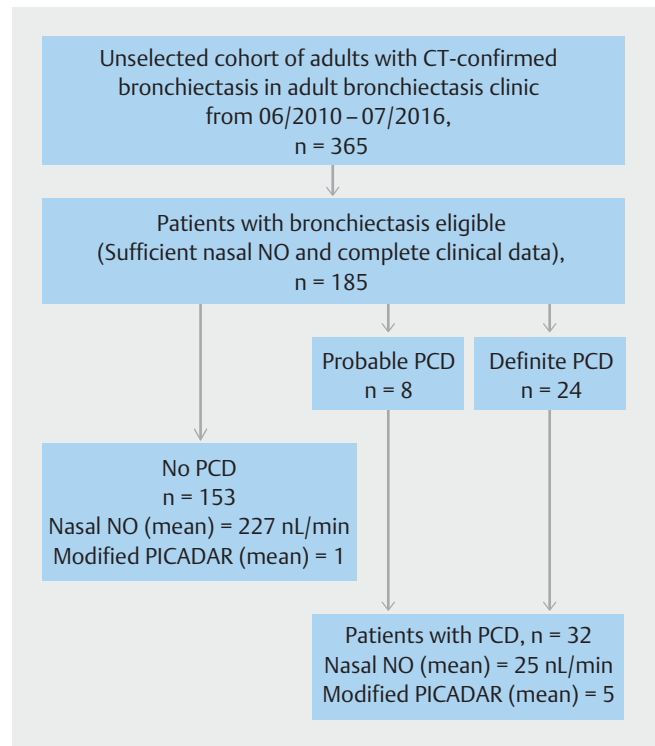 Unselected cohort of adults with CT-confirmed
bronchiectasis in adult bronchiectasis clinic
from 06/2010 – 07/2016,
n = 365
Patients with bronchiectasis eligible
(Sufficient nasal NO and complete clinical data),
n = 185
Probable PCD
n = 8
Definite PCD
n = 24
No PCD
n = 153
Nasal NO (mean) = 227 nL/min
Modified PICADAR (mean) = 1
Patients with PCD, n = 32
Nasal NO (mean) = 25 nL/min
Modified PICADAR (mean) = 5